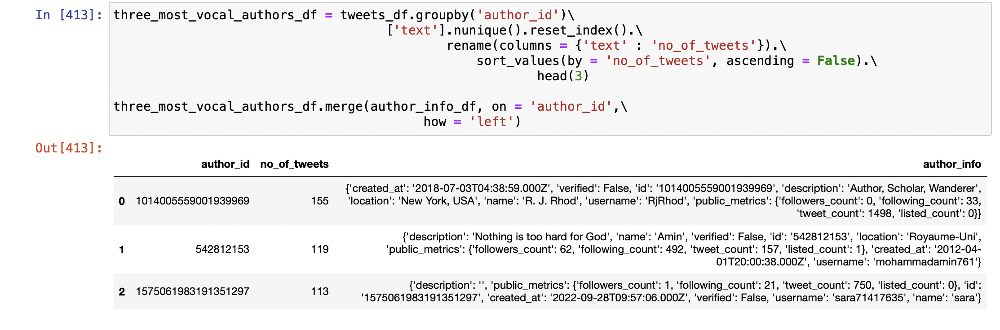 In [413]: three_most_vocal_authors_df = tweets_df.groupby('author_id')\
['text'].nunique().reset_index().\
rename(columns = {'text' : 'no_of_tweets'}).\
sort_values(by = 'no_of_tweets', ascending = False).\
head(3)
three_most_vocal_authors_df.merge(author_info_df, on = 'author_id',\
how = 'left')
Out[413]:
author_id no_of_tweets author_info
{'created_at': '2018-07-03T04:38:59.000Z', 'verified': False, 'id': '1014005559001939969', 'description': 'Author, Scholar, Wanderer',
0 1014005559001939969 155 'location': 'New York, USA', 'name': 'R. J. Rhod', 'username': 'RjRhod', 'public_metrics': {'followers_count': 0, 'following_count': 33,
'tweet_count': 1498, 'listed_count': 0}}
{'description': 'Nothing is too hard for God', 'name': 'Amin', 'verified': False, 'id': '542812153', 'location': 'Royaume-Uni',
1 542812153 119 'public_metrics': {'followers_count': 62, 'following_count': 492, 'tweet_count': 157, 'listed_count': 1}, 'created_at': '2012-04-
01T20:00:38.000Z', 'username': 'mohammadamin761'}
{'description': '', 'public_metrics': {'followers_count': 1, 'following_count': 21, 'tweet_count': 750, 'listed_count': 0}, 'id':
2 1575061983191351297 113 '1575061983191351297', 'created_at': '2022-09-28T09:57:06.000Z', 'verified': False, 'username': 'sara71417635', 'name': 'sara'}